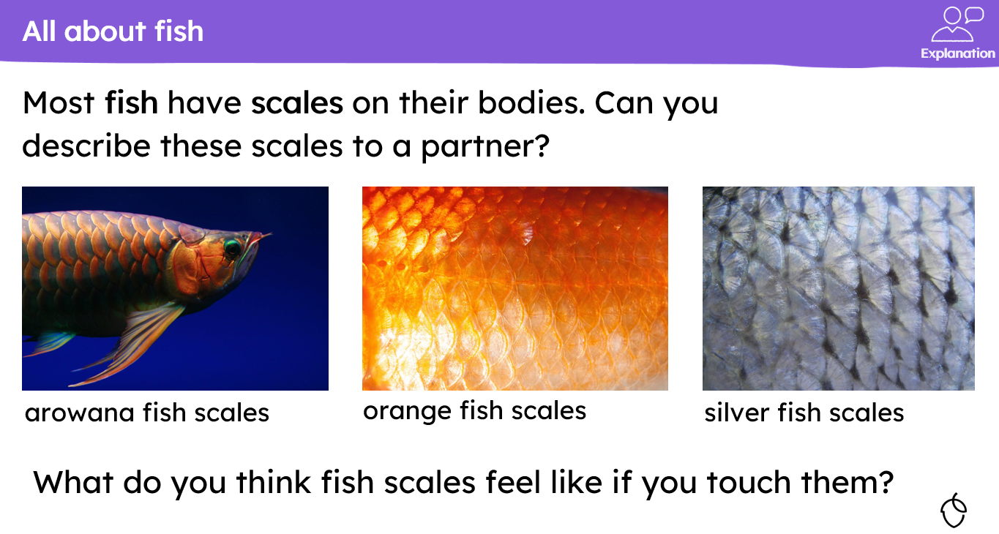 All about fish
Explanation
Most fish have scales on their bodies. Can you
describe these scales to a partner?
arowana fish scales
orange fish scales
silver fish scales
What do you think fish scales feel like if you touch them?